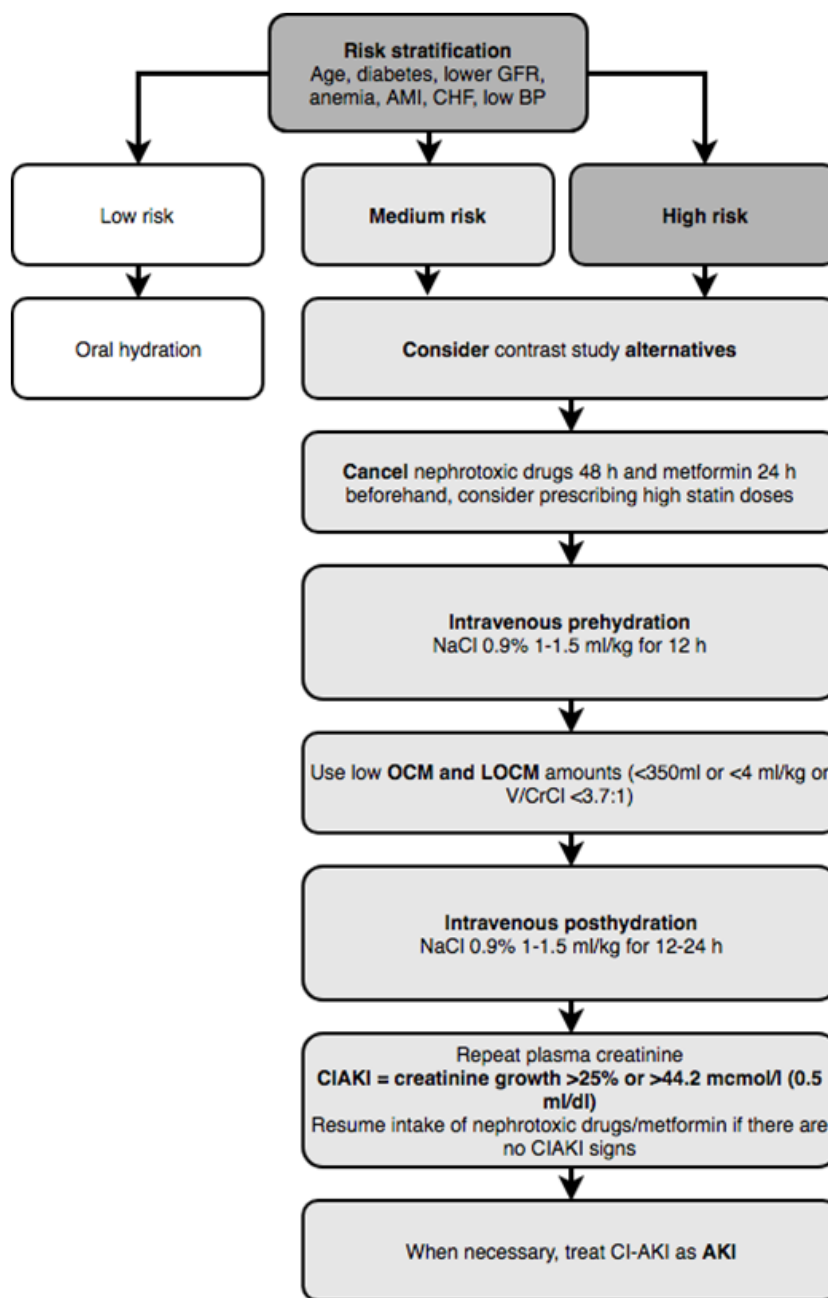 Risk stratification
Age, diabetes, lower GFR,
anemia, AMI, CHF, low BP
Low risk
Medium risk
High risk
Oral hydration
Consider contrast study alternatives
Cancel nephrotoxic drugs 48 h and metformin 24 h
beforehand, consider prescribing high statin doses
Intravenous prehydration
NaCl 0.9% 1-1.5 ml/kg for 12 h
Use low OCM and LOCM amounts (<350ml or <4 ml/kg or
V/CrCl <3.7:1)
Intravenous posthydration
NaCl 0.9% 1-1.5 ml/kg for 12-24 h
Repeat plasma creatinine
CIAKI = creatinine growth >25% or >44.2 mcmol/l (0.5
ml/dl)
Resume intake of nephrotoxic drugs/metformin if there are
no CIAKI signs
When necessary, treat CI-AKI as AKI